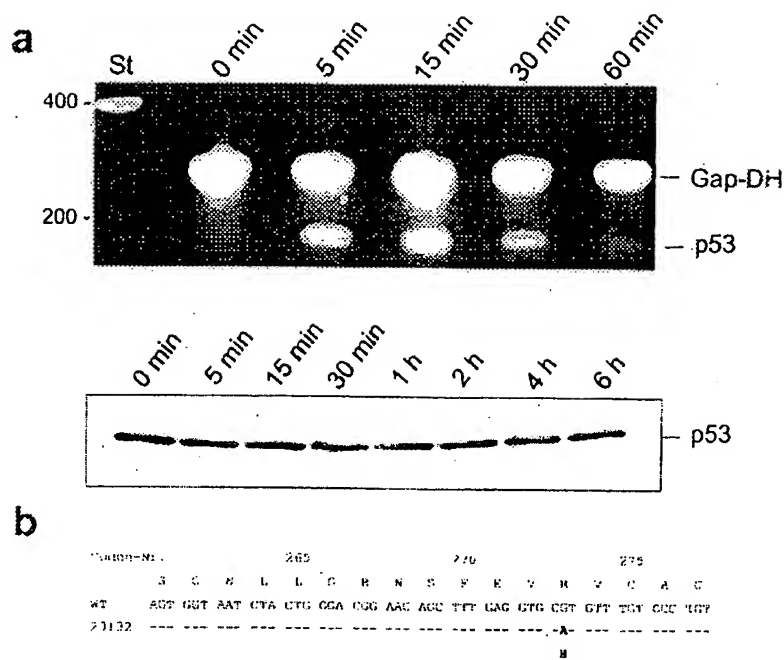 a
St 0 min 5 min 15 min 30 min 60 min
400 -
Gap-DH
200 -
p53
0 min 5 min 15 min 30 min 1 h 2 h 4 h 6 h
p53
b
265 270 275
G N L L G R N S F E V R V C A C
WT AGT GGT AAT CTA CTG GGA CGG AAC AGC TTT GAG GTG CGT GTT TGT GCC TGT
23132 --- --- --- --- --- --- --- --- --- --- --- --- -A- --- --- --- ---
H